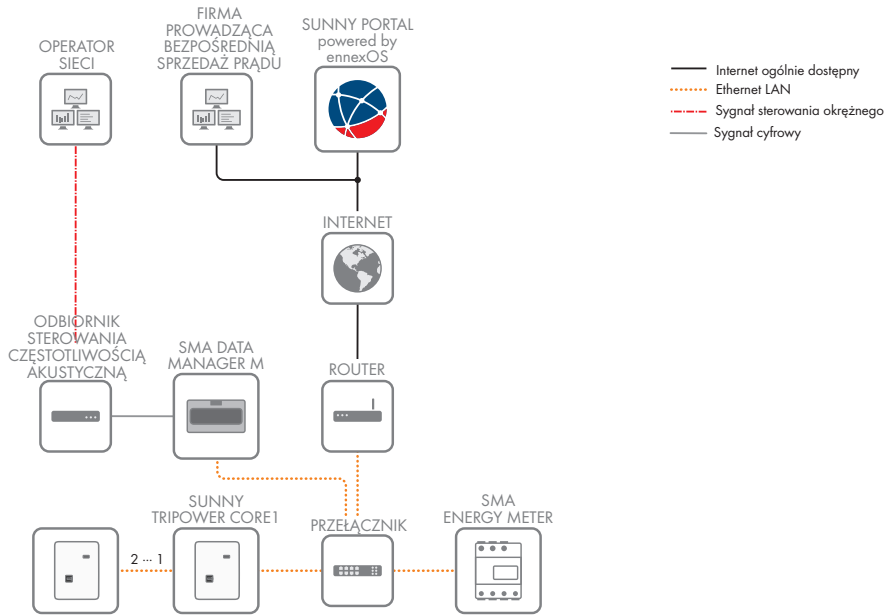 OPERATOR
SIECI
FIRMA
PROWADZĄCA
BEZPOŚREDNIĄ
SPRZEDAŻ PRĄDU
SUNNY PORTAL
powered by
ennexOS
Internet ogólnie dostępny
Ethernet LAN
Sygnał sterowania okrężnego
Sygnał cyfrowy
INTERNET
ODBIORNIK
STEROWANIA
CZĘSTOTLIWOŚCIĄ
AKUSTYCZNĄ
SMA DATA
MANAGER M
ROUTER
SUNNY
TRIPOWER CORE1
PRZEŁĄCZNIK
SMA
ENERGY METER
2 ... 1